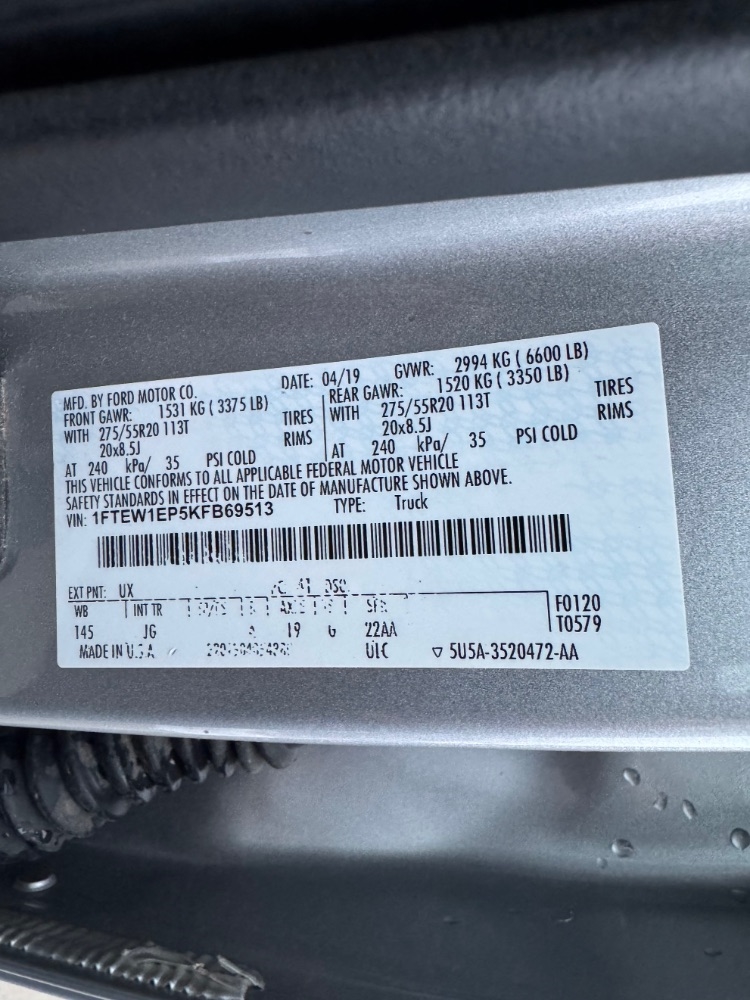 MFD. BY FORD MOTOR CO. DATE: 04/19 GVWR: 2994 KG ( 6600 LB)
FRONT GAWR: 1531 KG ( 3375 LB) REAR GAWR: 1520 KG ( 3350 LB)
WITH 275/55R20 113T TIRES WITH 275/55R20 113T TIRES
20x8.5J RIMS 20x8.5J RIMS
AT 240 kPa/ 35 PSI COLD AT 240 kPa/ 35 PSI COLD
THIS VEHICLE CONFORMS TO ALL APPLICABLE FEDERAL MOTOR VEHICLE
SAFETY STANDARDS IN EFFECT ON THE DATE OF MANUFACTURE SHOWN ABOVE.
VIN: 1FTEW1EP5KFB69513 TYPE: Truck
EXT PNT: UX
WB INT TR F0120
145 JG 19 22AA T0579
MADE IN U.S.A UTC ▽ 5U5A-3520472-AA